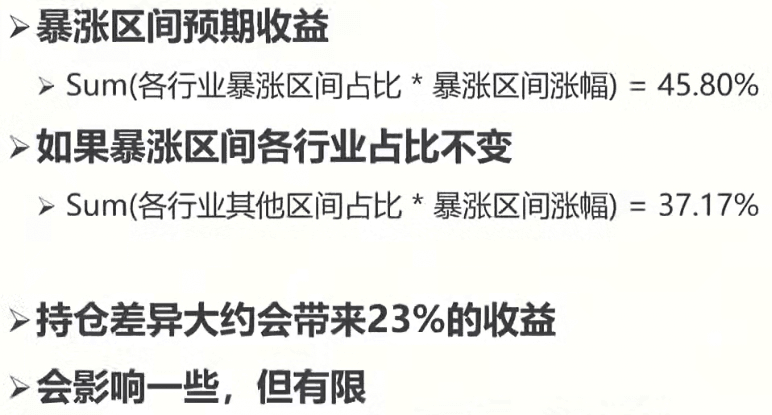 ➢暴涨区间预期收益
➢ Sum(各行业暴涨区间占比 * 暴涨区间涨幅) = 45.80%
➢如果暴涨区间各行业占比不变
➢ Sum(各行业其他区间占比 * 暴涨区间涨幅) = 37.17%
➢持仓差异大约会带来23%的收益
➢会影响一些，但有限